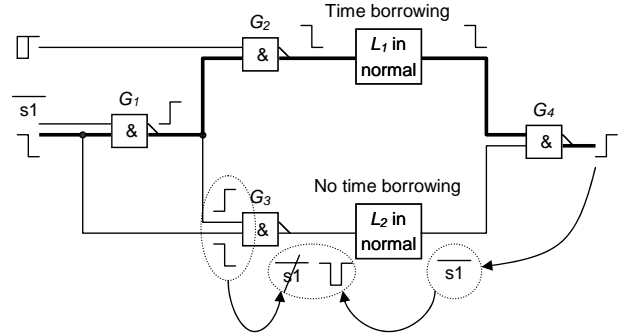 G2
Time borrowing
&
L1 in
normal
s1
G1
&
G4
&
G3
No time borrowing
&
L2 in
normal
s1
s1